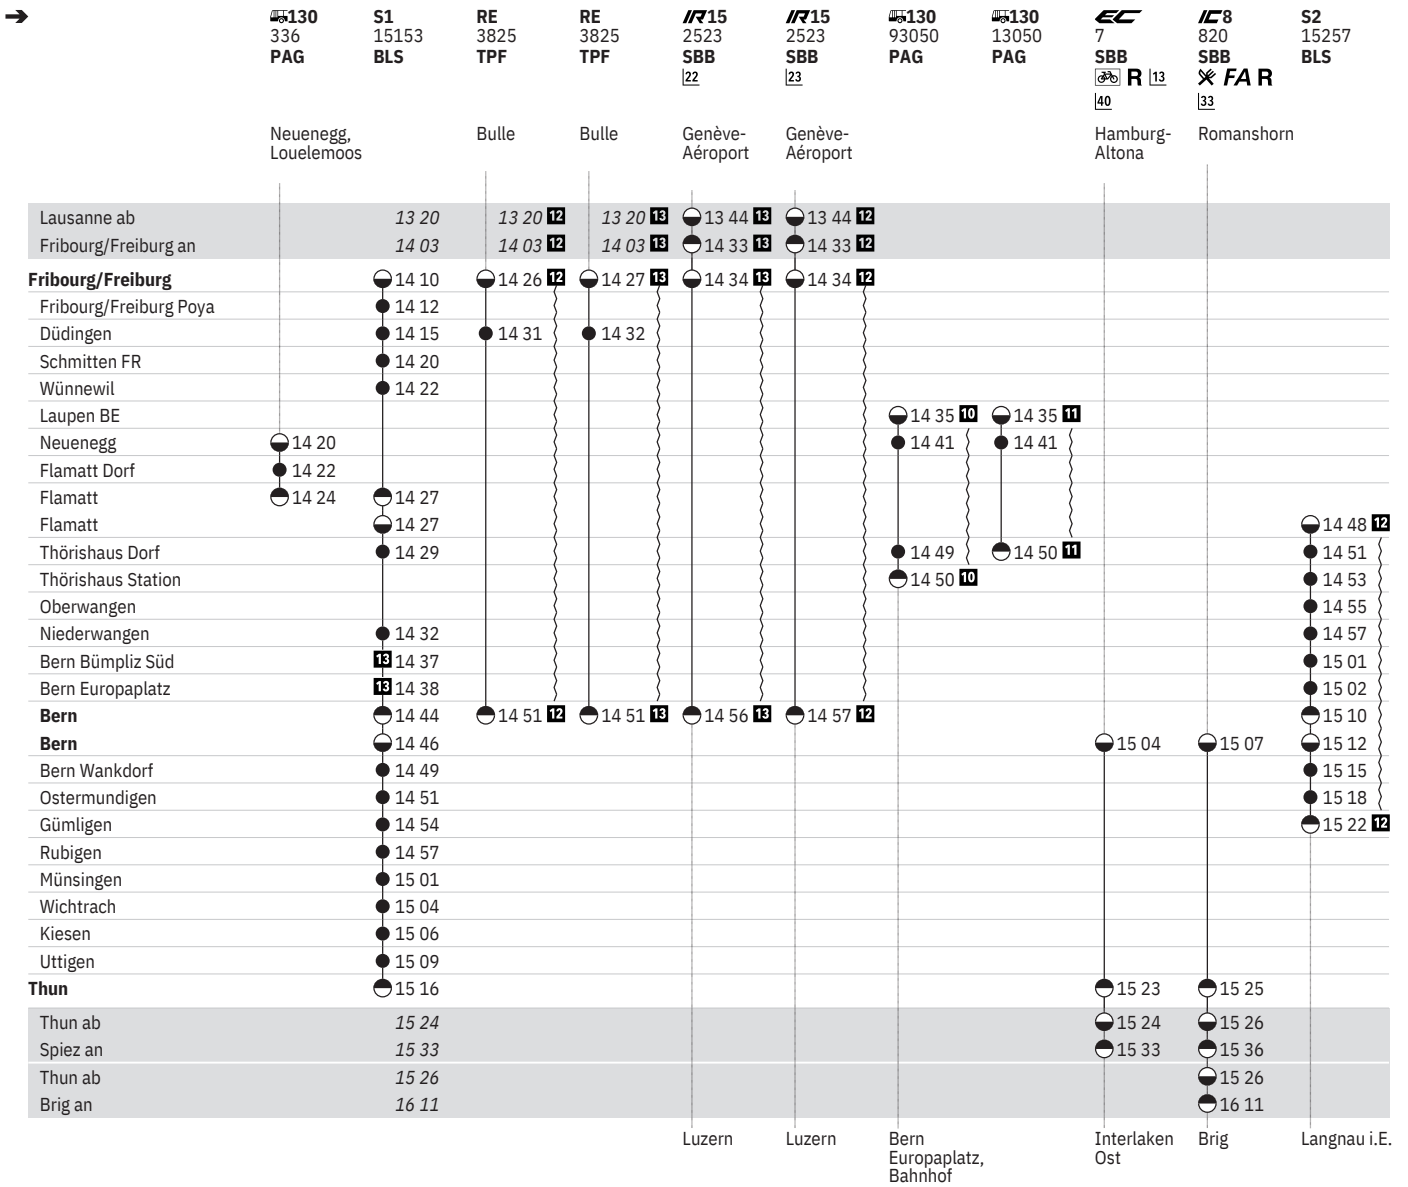 ➔ 130 S1 RE RE IR15 IR15 130 130 EC IC8 S2
336 15153 3825 3825 2523 2523 93050 13050 7 820 15257
PAG BLS TPF TPF SBB SBB PAG PAG SBB SBB BLS
22 23 R 13 FA R
40 33
Neuenegg, Bulle Bulle Genève- Genève- Hamburg- Romanshorn
Louelemoos Aéroport Aéroport Altona
Lausanne ab 13 20 13 20 12 13 20 13 13 44 13 13 44 12
Fribourg/Freiburg an 14 03 14 03 12 14 03 13 14 33 13 14 33 12
Fribourg/Freiburg 14 10 14 26 12 14 27 13 14 34 13 14 34 12
Fribourg/Freiburg Poya 14 12
Düdingen 14 15 14 31 14 32
Schmitten FR 14 20
Wünnewil 14 22
Laupen BE 14 35 10 14 35 11
Neuenegg 14 20 14 41 14 41
Flamatt Dorf 14 22
Flamatt 14 24 14 27
Flamatt 14 27 14 48 12
Thörishaus Dorf 14 29 14 49 14 50 11 14 51
Thörishaus Station 14 50 10 14 53
Oberwangen 14 55
Niederwangen 14 32 14 57
Bern Bümpliz Süd 13 14 37 15 01
Bern Europaplatz 13 14 38 15 02
Bern 14 44 14 51 12 14 51 13 14 56 13 14 57 12 15 10
Bern 14 46 15 04 15 07 15 12
Bern Wankdorf 14 49 15 15
Ostermundigen 14 51 15 18
Gümligen 14 54 15 22 12
Rubigen 14 57
Münsingen 15 01
Wichtrach 15 04
Kiesen 15 06
Uttigen 15 09
Thun 15 16 15 23 15 25
Thun ab 15 24 15 24 15 26
Spiez an 15 33 15 33 15 36
Thun ab 15 26 15 26
Brig an 16 11 16 11
Luzern Luzern Bern Interlaken Brig Langnau i.E.
Europaplatz, Ost
Bahnhof